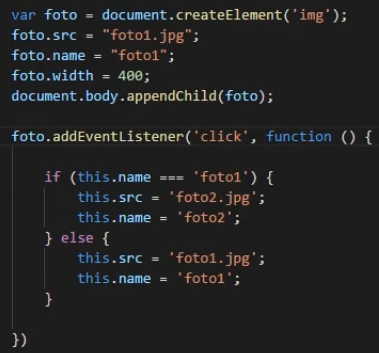 var foto = document.createElement('img');
foto.src = "foto1.jpg";
foto.name = "foto1";
foto.width = 400;
document.body.appendChild(foto);

foto.addEventListener('click', function () {

    if (this.name === 'foto1') {
        this.src = 'foto2.jpg';
        this.name = 'foto2';
    } else {
        this.src = 'foto1.jpg';
        this.name = 'foto1';
    }

})